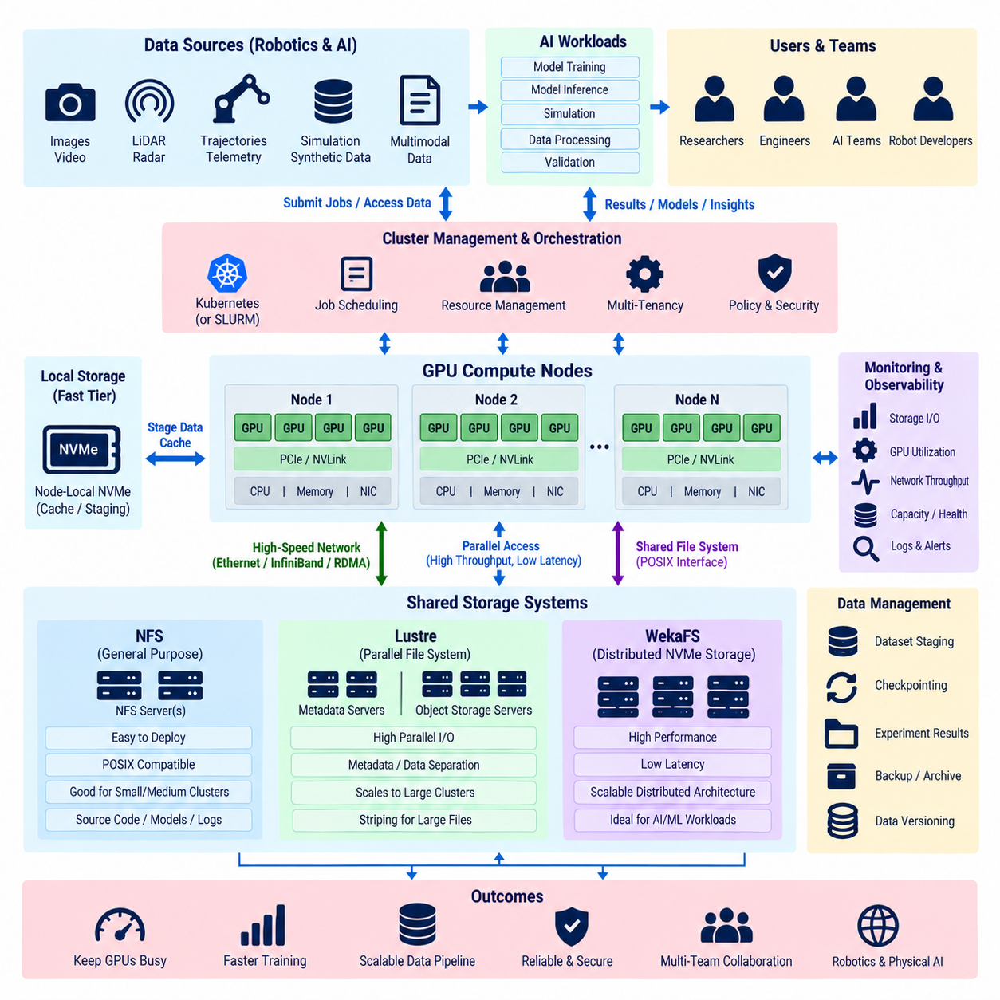 Data Sources (Robotics & AI)
Images
Video
LiDAR
Radar
Trajectories
Telemetry
Simulation
Synthetic Data
Multimodal
Data
AI Workloads
Model Training
Model Inference
Simulation
Data Processing
Validation
Users & Teams
Researchers
Engineers
AI Teams
Robot Developers
Submit Jobs / Access Data
Results / Models / Insights
Cluster Management & Orchestration
Kubernetes
(or SLURM)
Job Scheduling
Resource Management
Multi-Tenancy
Policy & Security
Local Storage
(Fast Tier)
NVMe
Node-Local NVMe
(Cache / Staging)
Stage Data
Cache
GPU Compute Nodes
Node 1
GPU GPU GPU GPU
PCIe / NVLink
CPU | Memory | NIC
Node 2
GPU GPU GPU GPU
PCIe / NVLink
CPU | Memory | NIC
...
Node N
GPU GPU GPU GPU
PCIe / NVLink
CPU | Memory | NIC
Monitoring &
Observability
Storage I/O
GPU Utilization
Network Throughput
Capacity / Health
Logs & Alerts
High-Speed Network
(Ethernet / InfiniBand / RDMA)
Parallel Access
(High Throughput, Low Latency)
Shared File System
(POSIX Interface)
Shared Storage Systems
NFS
(General Purpose)
NFS Server(s)
Easy to Deploy
POSIX Compatible
Good for Small/Medium Clusters
Source Code / Models / Logs
Lustre
(Parallel File System)
Metadata Servers
Object Storage Servers
High Parallel I/O
Metadata / Data Separation
Scales to Large Clusters
Striping for Large Files
WekaFS
(Distributed NVMe Storage)
High Performance
Low Latency
Scalable Distributed Architecture
Ideal for AI/ML Workloads
Data Management
Dataset Staging
Checkpointing
Experiment Results
Backup / Archive
Data Versioning
Outcomes
Keep GPUs Busy
Faster Training
Scalable Data Pipeline
Reliable & Secure
Multi-Team Collaboration
Robotics & Physical AI